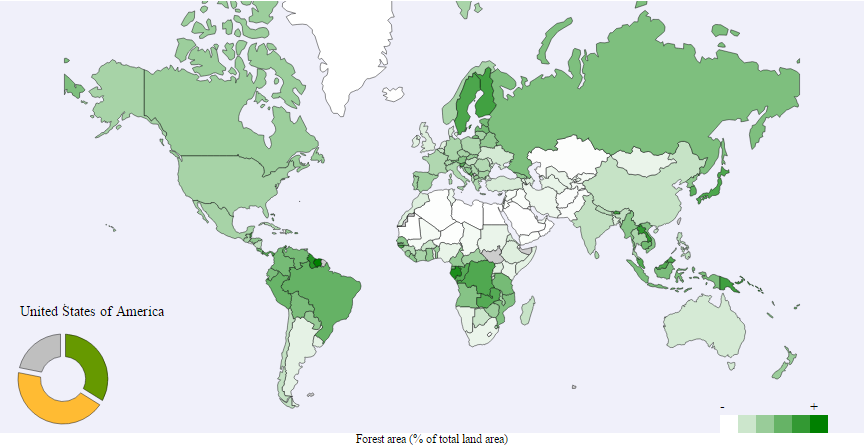 United States of America
- +
Forest area (% of total land area)